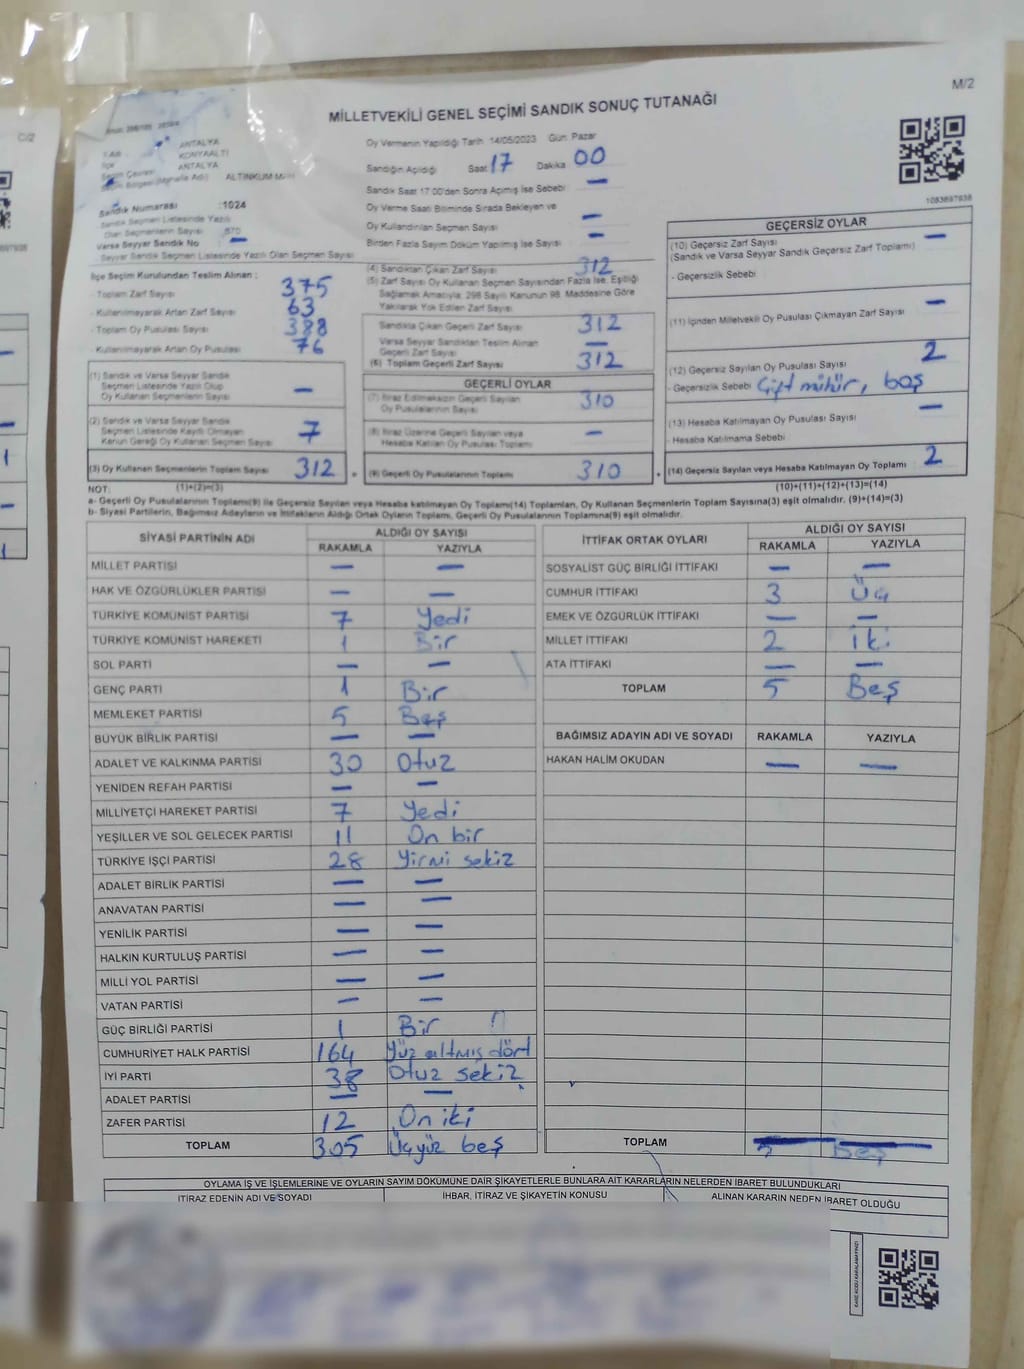 C/2
M/2
MİLLETVEKİLİ GENEL SEÇİMİ SANDIK SONUÇ TUTANAĞI
ANTALYA
KONYAALTI
ANTALYA
Seçim Bölgesi (Mahalle Adı) ALTINKUM MAH
Sandık Numarası :1024
Sandık Seçmen Listesinde Yazılı
Olan Seçmenlerin Sayısı 370
Varsa Seyyar Sandık No —
Seyyar Sandık Seçmen Listesinde Yazılı Olan Seçmen Sayısı
Oy Vermenin Yapıldığı Tarih 14/05/2023 Gün: Pazar
Sandığın Açıldığı Saat 17 Dakika 00
Sandık Saat 17:00'den Sonra Açılmış İse Sebebi —
Oy Verme Saati Bitiminde Sırada Bekleyen ve
Oy Kullandırılan Seçmen Sayısı —
Birden Fazla Sayım Döküm Yapılmış İse Sayısı —
1083697938
İlçe Seçim Kurulundan Teslim Alınan :
- Toplam Zarf Sayısı 375
- Kullanılmayarak Artan Zarf Sayısı 63
- Toplam Oy Pusulası Sayısı 388
- Kullanılmayarak Artan Oy Pusulası 76
(1) Sandık ve Varsa Seyyar Sandık
Seçmen Listesinde Yazılı Olup
Oy Kullanan Seçmenlerin Sayısı —
(2) Sandık ve Varsa Seyyar Sandık
Seçmen Listesinde Kayıtlı Olmayan
Kanun Gereği Oy Kullanan Seçmen Sayısı 7
(3) Oy Kullanan Seçmenlerin Toplam Sayısı 312
(1)+(2)=(3)
(4) Sandıktan Çıkan Zarf Sayısı 312
(5) Zarf Sayısı Oy Kullanan Seçmen Sayısından Fazla İse, Eşitliği
Sağlamak Amacıyla, 298 Sayılı Kanunun 98. Maddesine Göre
Yakılarak Yok Edilen Zarf Sayısı
Sandıkta Çıkan Geçerli Zarf Sayısı 312
Varsa Seyyar Sandıktan Teslim Alınan
Geçerli Zarf Sayısı —
(6) Toplam Geçerli Zarf Sayısı 312
GEÇERLİ OYLAR
(7) İtiraz Edilmeksizin Geçerli Sayılan
Oy Pusulalarının Sayısı 310
(8) İtiraz Üzerine Geçerli Sayılan veya
Hesaba Katılan Oy Pusulası Toplamı —
(9) Geçerli Oy Pusulalarının Toplamı 310
GEÇERSİZ OYLAR
(10) Geçersiz Zarf Sayısı —
(Sandık ve Varsa Seyyar Sandık Geçersiz Zarf Toplamı)
- Geçersizlik Sebebi
(11) İçinden Milletvekili Oy Pusulası Çıkmayan Zarf Sayısı —
(12) Geçersiz Sayılan Oy Pusulası Sayısı 2
- Geçersizlik Sebebi Çift mühür, boş
(13) Hesaba Katılmayan Oy Pusulası Sayısı —
- Hesaba Katılmama Sebebi
(14) Geçersiz Sayılan veya Hesaba Katılmayan Oy Toplamı 2
(10)+(11)+(12)+(13)=(14)
NOT:
a- Geçerli Oy Pusulalarının Toplamı(9) ile Geçersiz Sayılan veya Hesaba katılmayan Oy Toplamı(14) Toplamları, Oy Kullanan Seçmenlerin Toplam Sayısına(3) eşit olmalıdır. (9)+(14)=(3)
b- Siyasi Partilerin, Bağımsız Adayların ve İttifakların Aldığı Ortak Oyların Toplamı, Geçerli Oy Pusulalarının Toplamına(9) eşit olmalıdır.
SİYASİ PARTİNİN ADI ALDIĞI OY SAYISI
RAKAMLA YAZIYLA
MİLLET PARTİSİ — —
HAK VE ÖZGÜRLÜKLER PARTİSİ — —
TÜRKİYE KOMÜNİST PARTİSİ 7 Yedi
TÜRKİYE KOMÜNİST HAREKETİ 1 Bir
SOL PARTİ — —
GENÇ PARTİ 1 Bir
MEMLEKET PARTİSİ 5 Beş
BÜYÜK BİRLİK PARTİSİ — —
ADALET VE KALKINMA PARTİSİ 30 Otuz
YENİDEN REFAH PARTİSİ — —
MİLLİYETÇİ HAREKET PARTİSİ 7 Yedi
YEŞİLLER VE SOL GELECEK PARTİSİ 11 On bir
TÜRKİYE İŞÇİ PARTİSİ 28 Yirmi sekiz
ADALET BİRLİK PARTİSİ — —
ANAVATAN PARTİSİ — —
YENİLİK PARTİSİ — —
HALKIN KURTULUŞ PARTİSİ — —
MİLLİ YOL PARTİSİ — —
VATAN PARTİSİ — —
GÜÇ BİRLİĞİ PARTİSİ 1 Bir
CUMHURİYET HALK PARTİSİ 164 Yüz altmış dört
İYİ PARTİ 38 Otuz sekiz
ADALET PARTİSİ — —
ZAFER PARTİSİ 12 On iki
TOPLAM 305 Üçyüz beş
İTTİFAK ORTAK OYLARI ALDIĞI OY SAYISI
RAKAMLA YAZIYLA
SOSYALİST GÜÇ BİRLİĞİ İTTİFAKI — —
CUMHUR İTTİFAKI 3 Üç
EMEK VE ÖZGÜRLÜK İTTİFAKI — —
MİLLET İTTİFAKI 2 İki
ATA İTTİFAKI — —
TOPLAM 5 Beş
BAĞIMSIZ ADAYIN ADI VE SOYADI RAKAMLA YAZIYLA
HAKAN HALİM OKUDAN — —
TOPLAM 5 Beş
OYLAMA İŞ VE İŞLEMLERİNE VE OYLARIN SAYIM DÖKÜMÜNE DAİR ŞİKAYETLERLE BUNLARA AİT KARARLARIN NELERDEN İBARET BULUNDUKLARI
İTİRAZ EDENİN ADI VE SOYADI İHBAR, İTİRAZ VE ŞİKAYETİN KONUSU ALINAN KARARIN NEDEN İBARET OLDUĞU